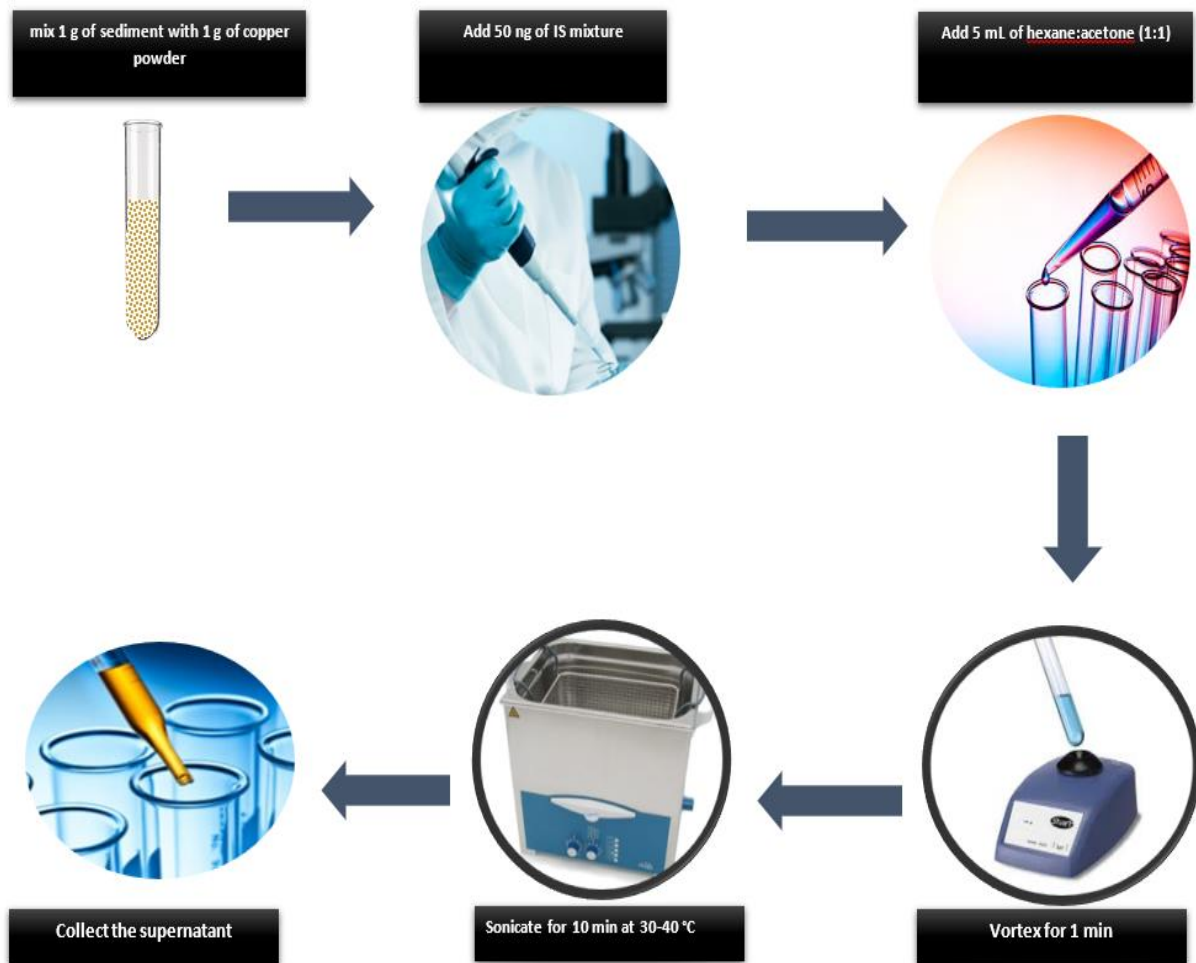 mix 1 g of sediment with 1 g of copper
powder
Add 50 ng of IS mixture
Add 5 mL of hexane:acetone (1:1)
Vortex for 1 min
Sonicate for 10 min at 30-40 °C
Collect the supernatant